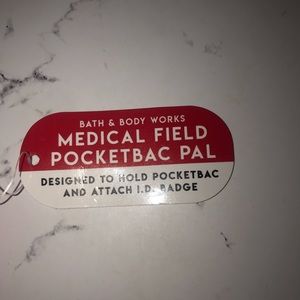 BATH & BODY WORKS
MEDICAL FIELD
POCKETBAC PAL
DESIGNED TO HOLD POCKETBAC
AND ATTACH I.D. BADGE